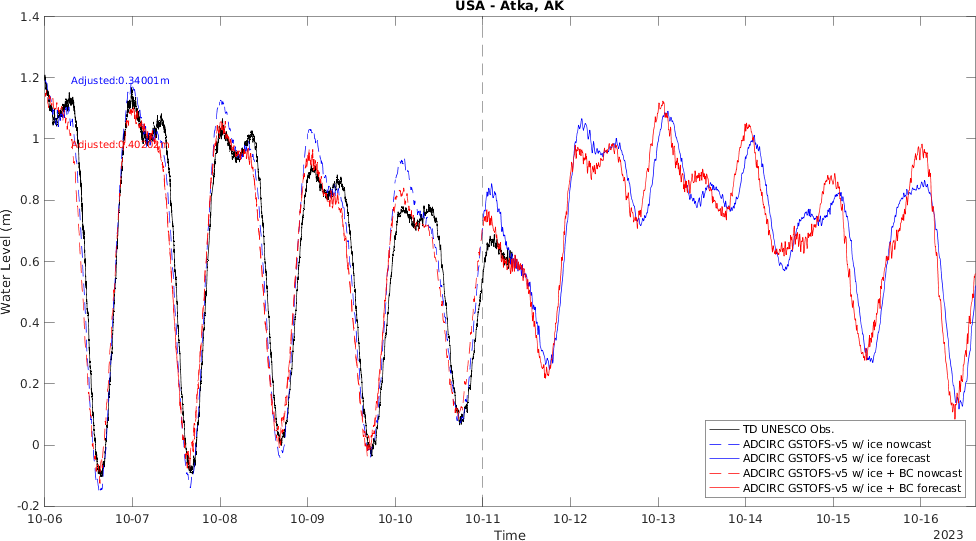 USA - Atka, AK
1.4
1.2
1
0.8
0.6
0.4
0.2
0
-0.2
Water Level (m)
Adjusted:0.34001m
10-06
10-07
10-08
10-09
10-10
10-11
10-12
10-13
10-14
10-15
10-16
Time
2023
TD UNESCO Obs.
ADCIRC GSTOFS-v5 w/ ice nowcast
ADCIRC GSTOFS-v5 w/ ice forecast
ADCIRC GSTOFS-v5 w/ ice + BC nowcast
ADCIRC GSTOFS-v5 w/ ice + BC forecast